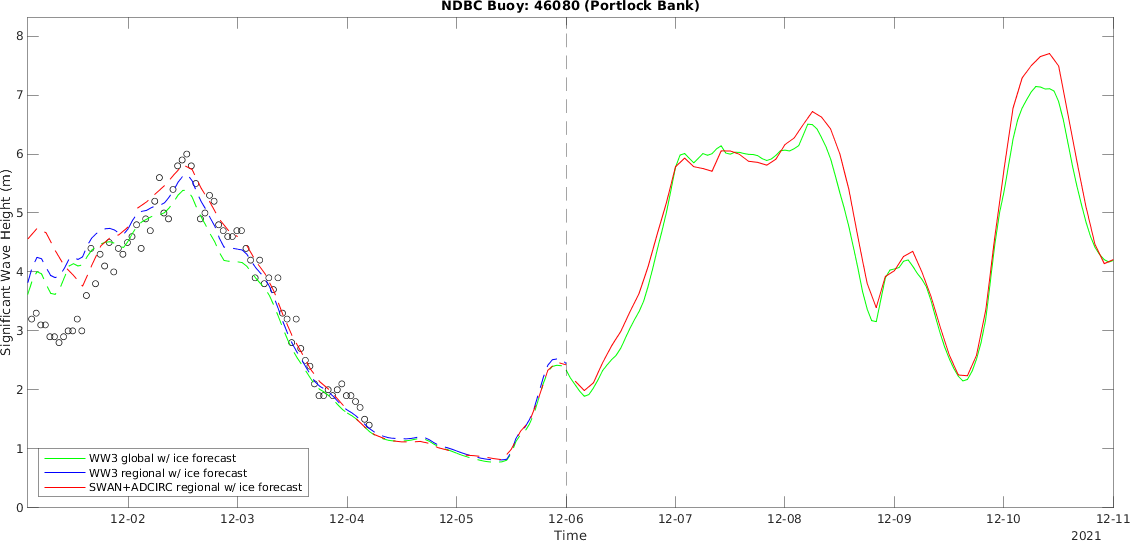 NDBC Buoy: 46080 (Portlock Bank)
8
7
6
5
4
3
2
1
0
Significant Wave Height (m)
WW3 global w/ ice forecast
WW3 regional w/ ice forecast
SWAN+ADCIRC regional w/ ice forecast
12-02 12-03 12-04 12-05 12-06 12-07 12-08 12-09 12-10 12-11
Time
2021